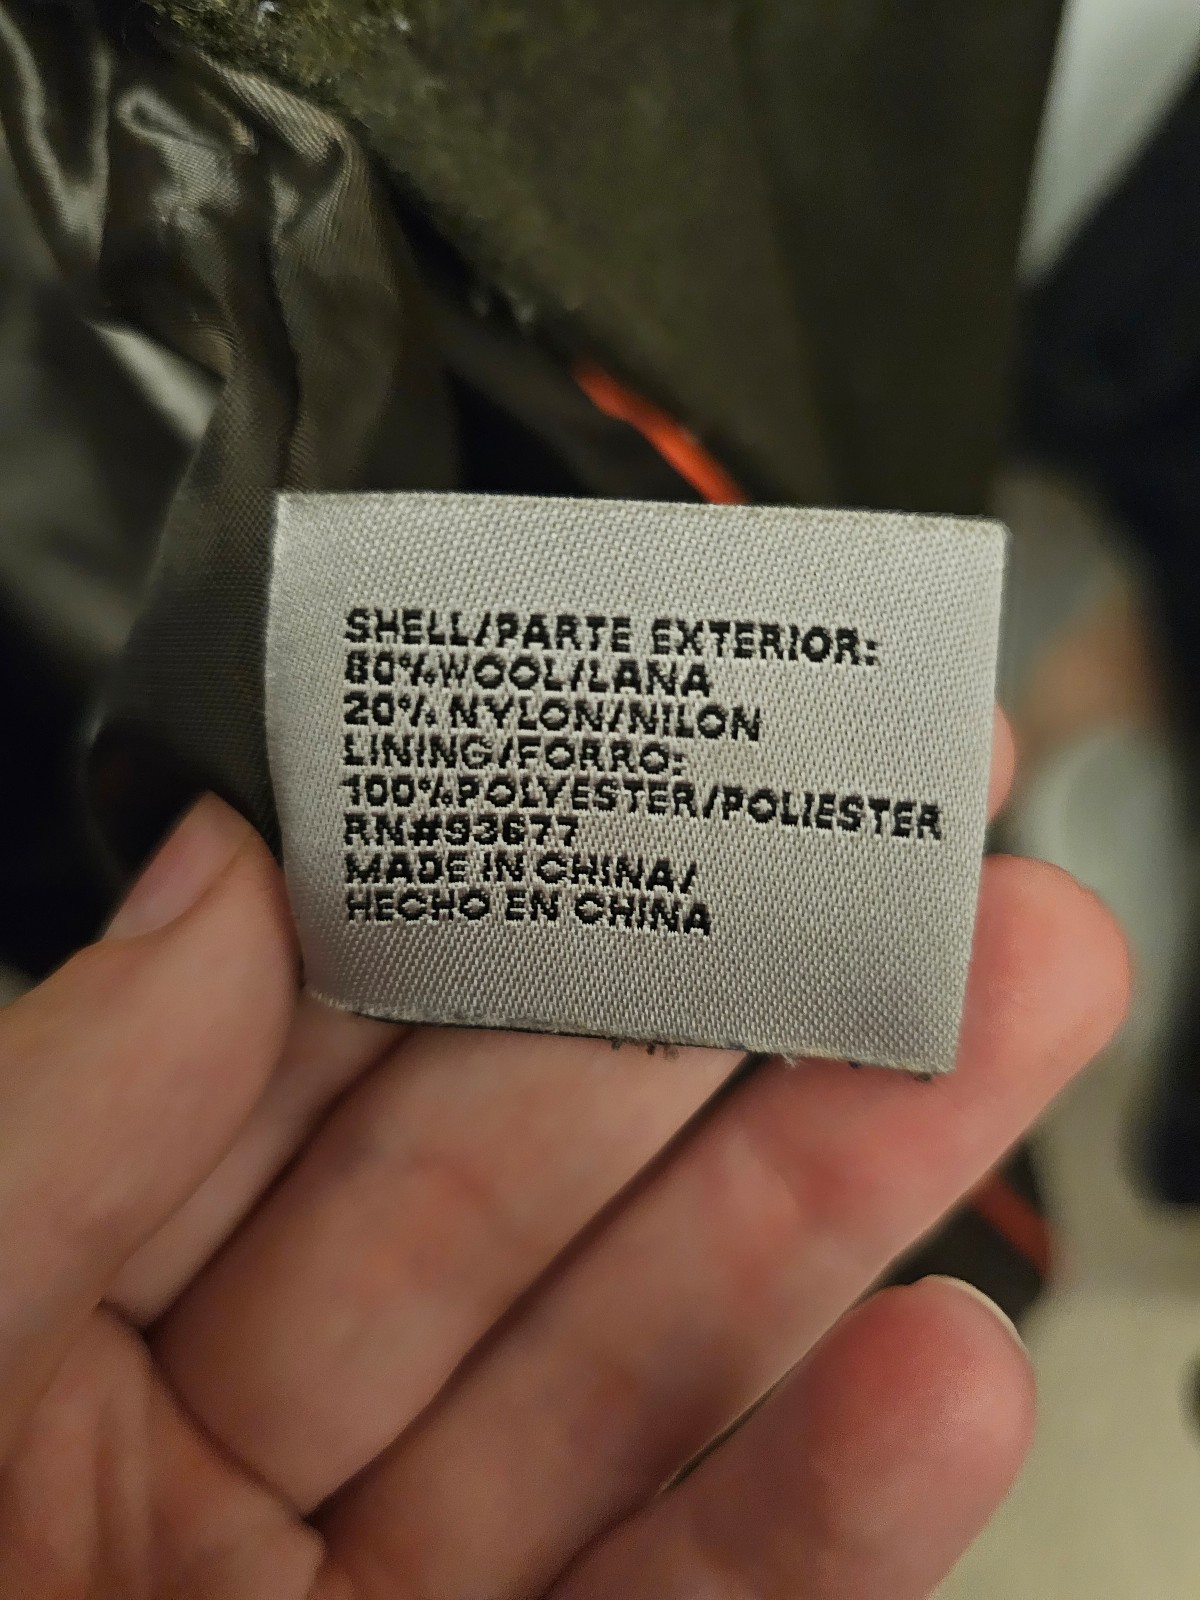 SHELL/PARTE EXTERIOR:
80%WOOL/LANA
20% NYLON/NILON
LINING/FORRO:
100%POLYESTER/POLIESTER
RN#93677
MADE IN CHINA/
HECHO EN CHINA